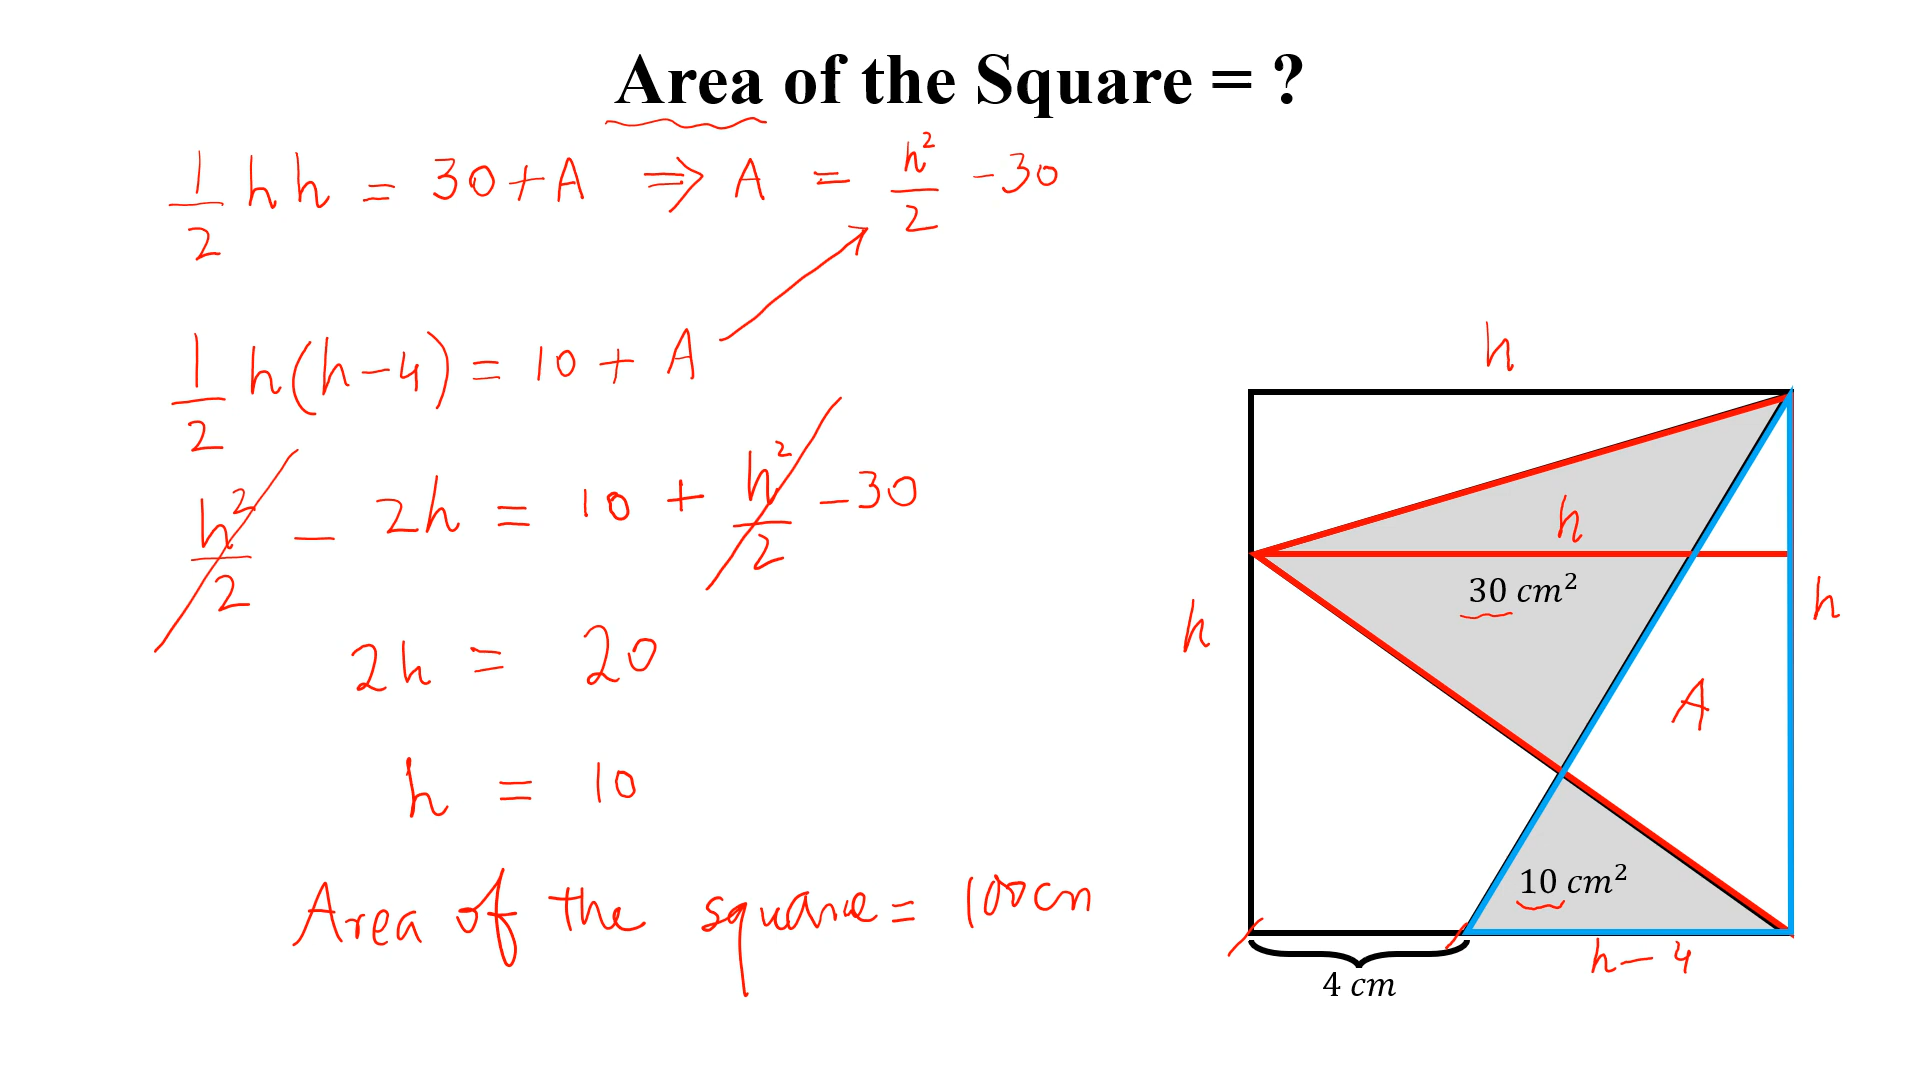 Area of the Square = ?
1/2 h h = 30 + A ⇒ A = h²/2 - 30
1/2 h(h-4) = 10 + A
h²/2 - 2h = 10 + h²/2 - 30
2h = 20
h = 10
Area of the square = 100cm
h
h
30 cm²
h
h
A
10 cm²
h-4
4 cm